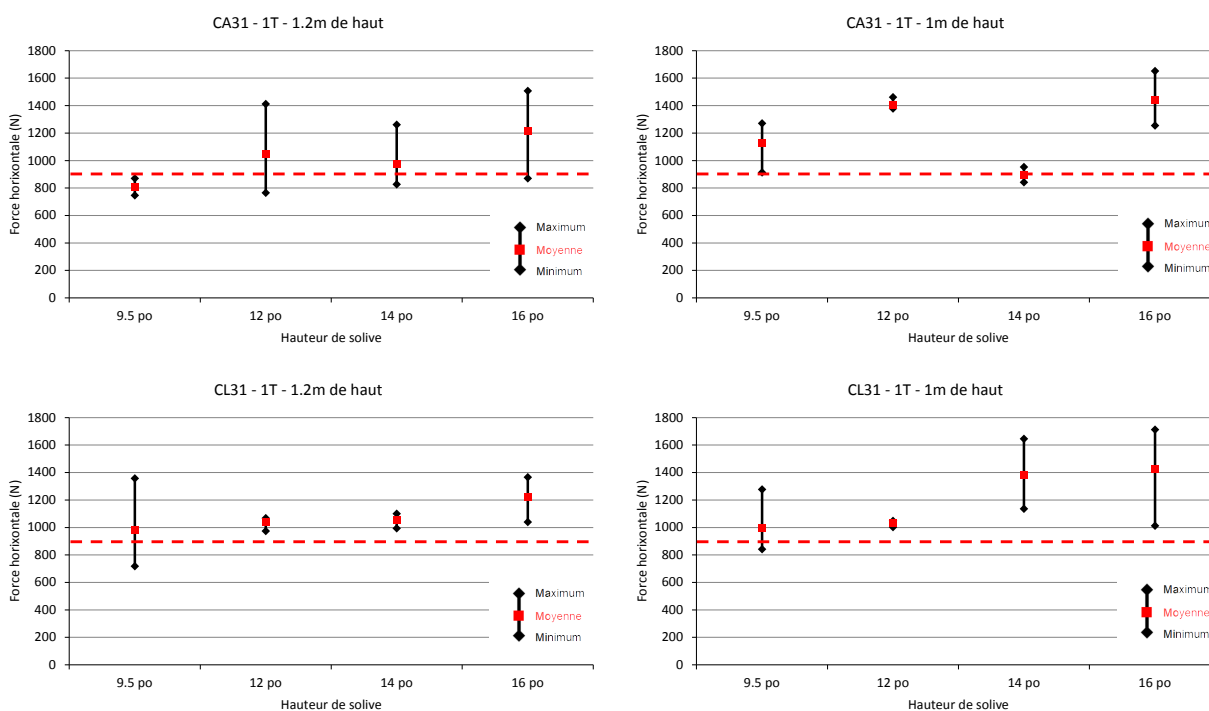 CA31 - 1T - 1.2m de haut
1800
1600
1400
1200
1000
800
600
400
200
0
Force horixontale (N)
9.5 po
12 po
14 po
16 po
Hauteur de solive
Maximum
Moyenne
Minimum
CA31 - 1T - 1m de haut
1800
1600
1400
1200
1000
800
600
400
200
0
Force horixontale (N)
9.5 po
12 po
14 po
16 po
Hauteur de solive
Maximum
Moyenne
Minimum
CL31 - 1T - 1.2m de haut
1800
1600
1400
1200
1000
800
600
400
200
0
Force horixontale (N)
9.5 po
12 po
14 po
16 po
Hauteur de solive
Maximum
Moyenne
Minimum
CL31 - 1T - 1m de haut
1800
1600
1400
1200
1000
800
600
400
200
0
Force horixontale (N)
9.5 po
12 po
14 po
16 po
Hauteur de solive
Maximum
Moyenne
Minimum